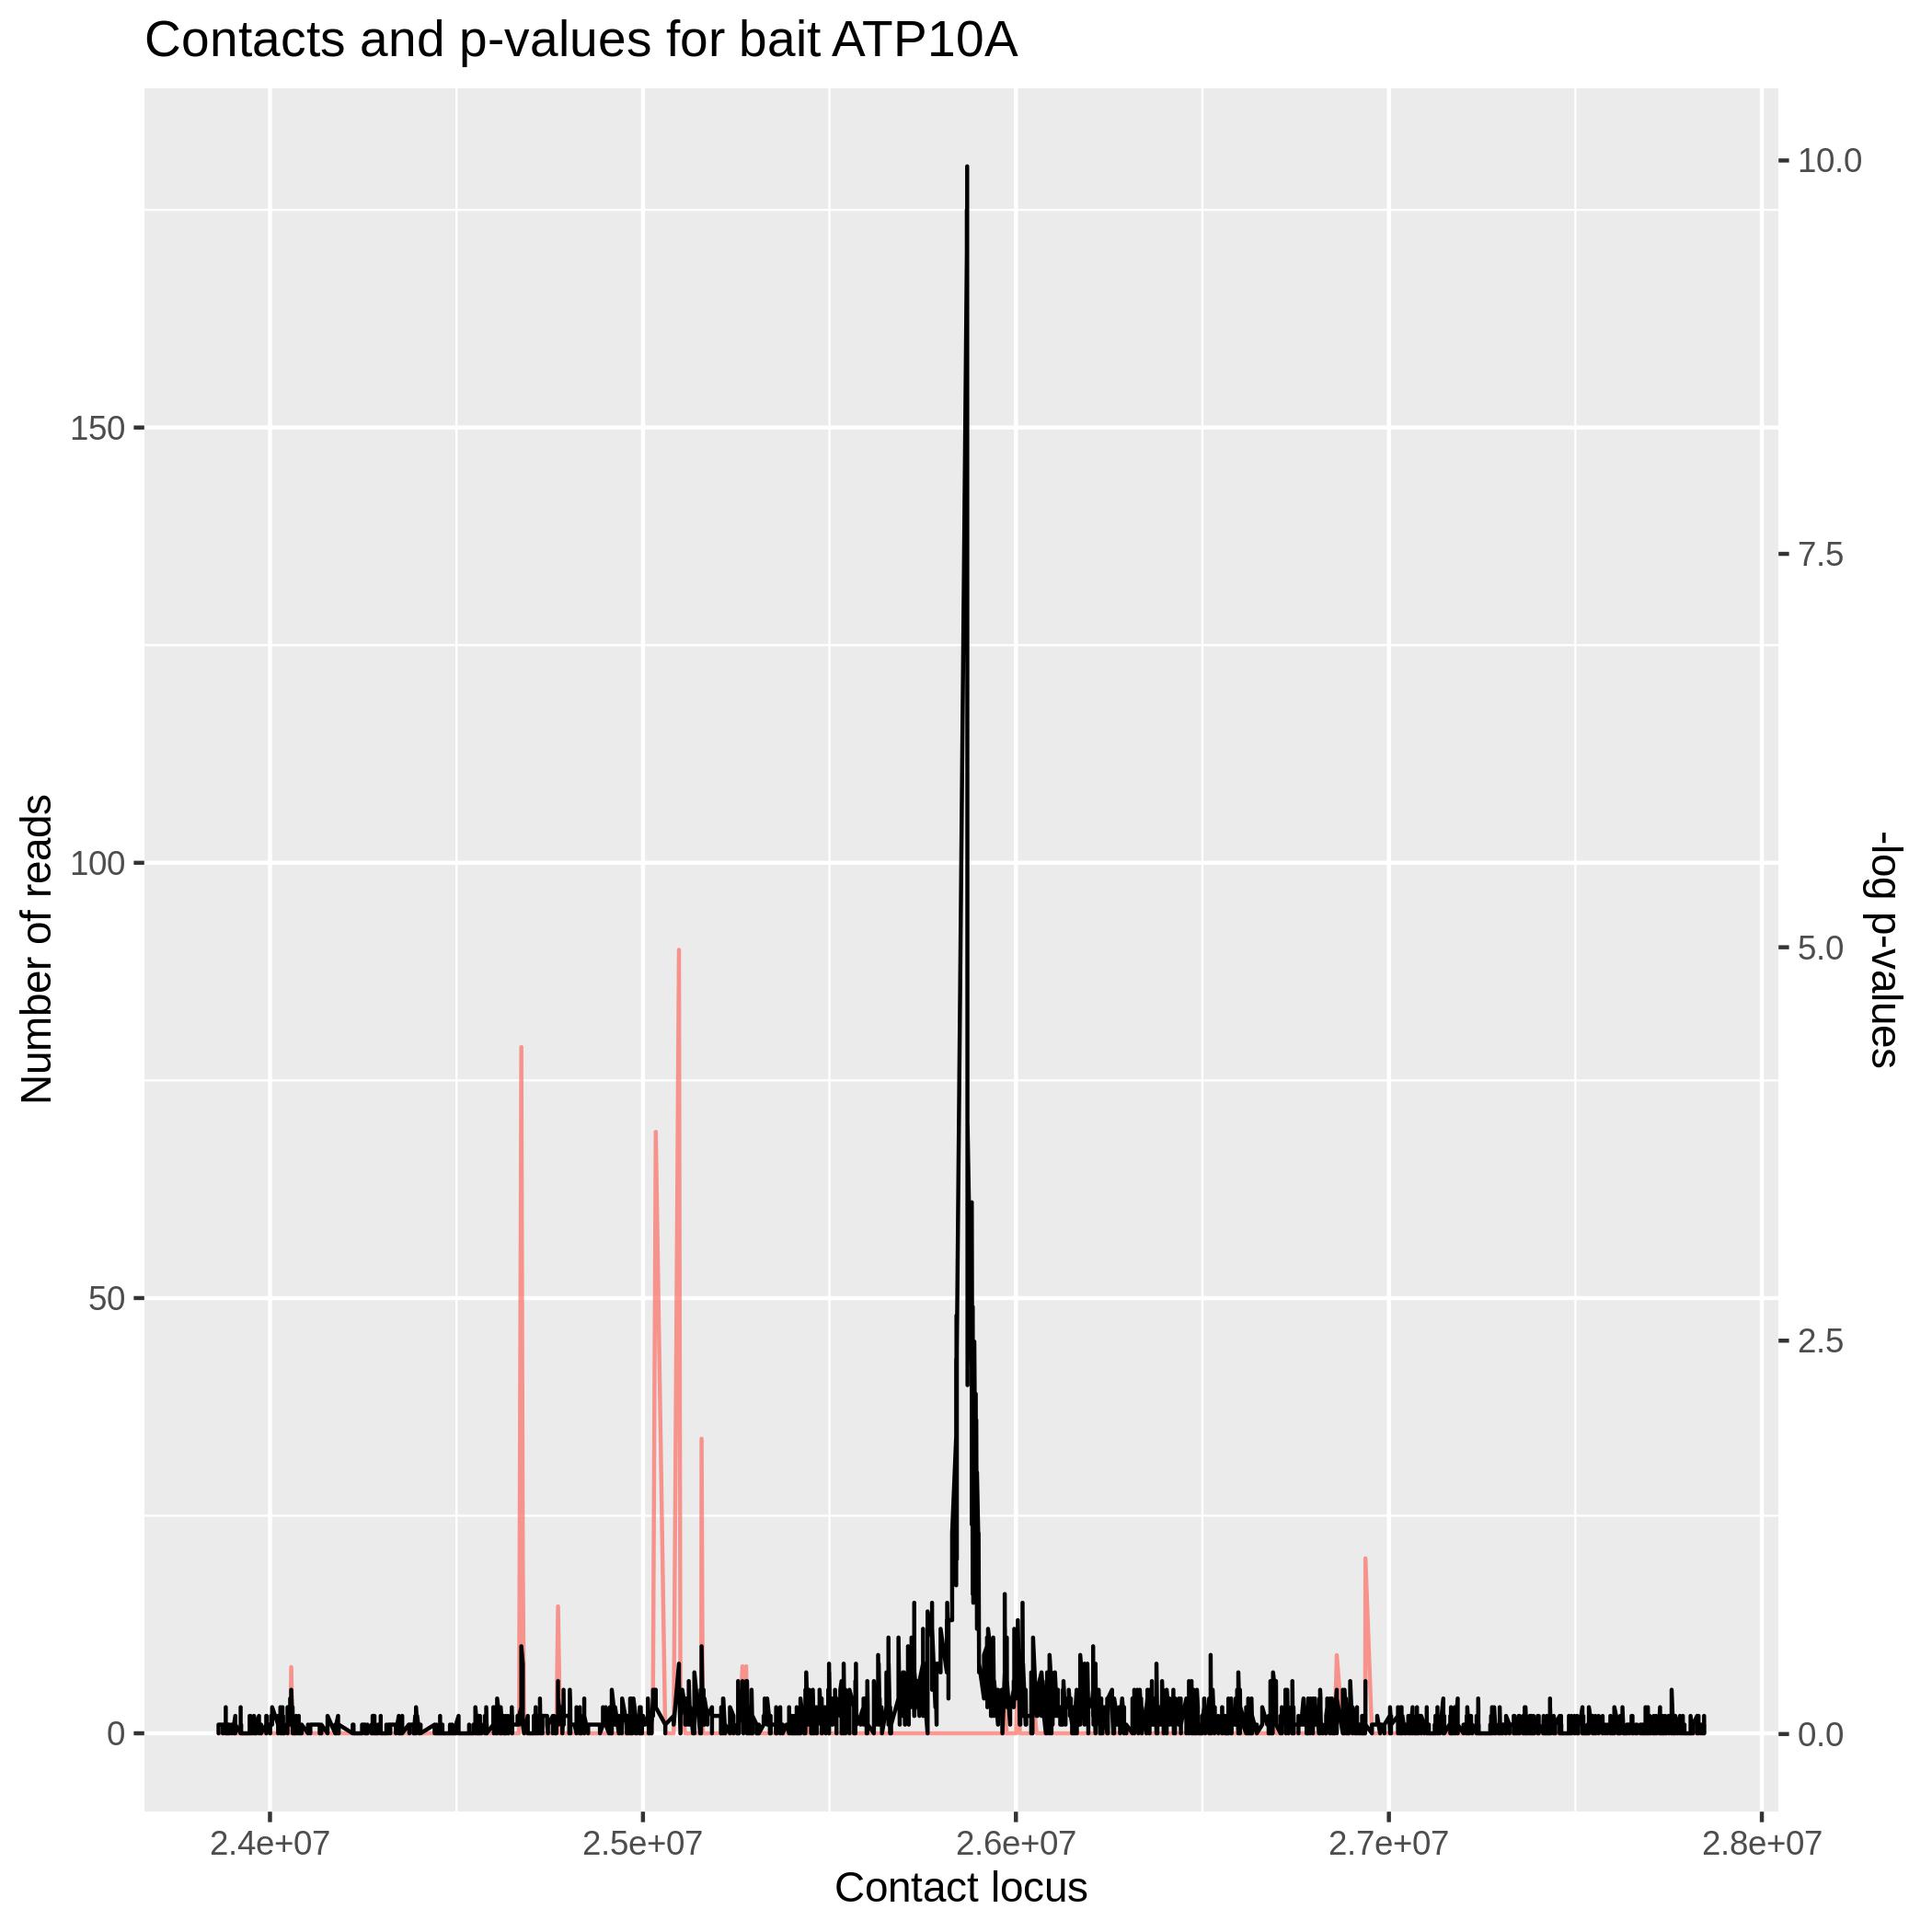 Contacts and p-values for bait ATP10A
10.0
150
7.5
100
5.0
50
2.5
0
0.0
Number of reads
-log p-values
2.4e+07 2.5e+07 2.6e+07 2.7e+07 2.8e+07
Contact locus